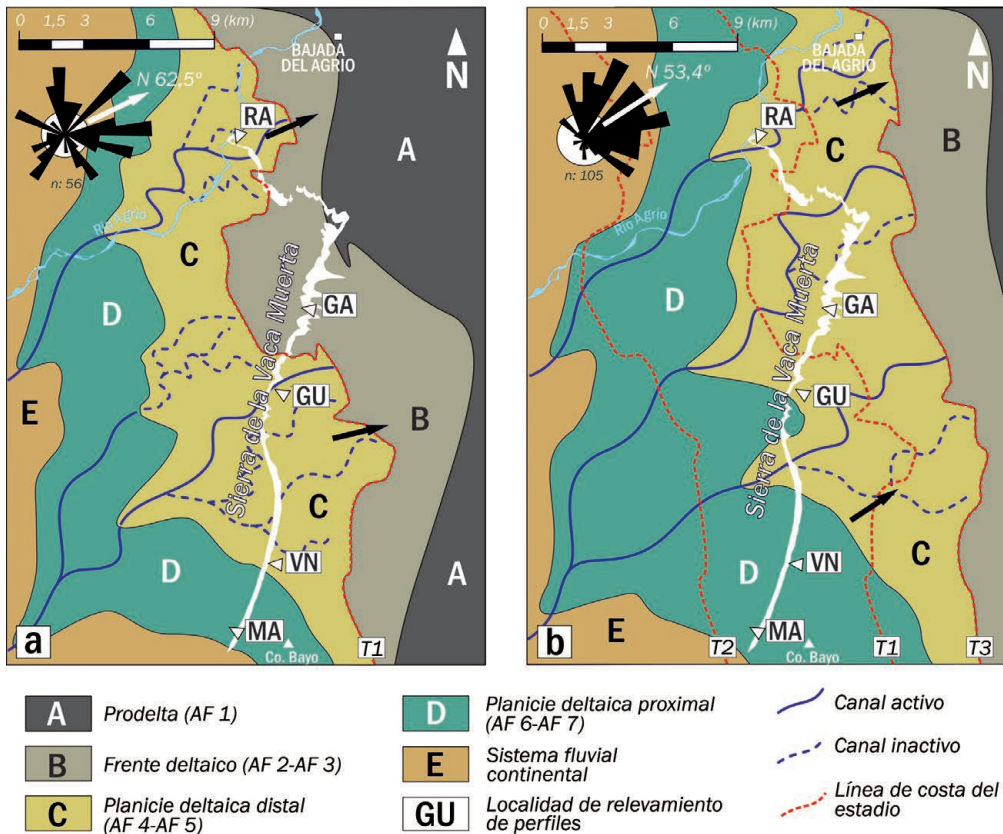 0 1,5 3 6 9 (km)
N 62,5º
n: 56
BAJADA
DEL AGRIO
N
RA
A
Río Agrio
C
D
GA
Sierra de la Vaca Muerta
E
GU
B
C
VN
D
A
MA
Co. Bayo
a
T1
0 1,5 3 6 9 (km)
N 53,4º
n: 105
BAJADA
DEL AGRIO
N
RA
C
B
Río Agrio
D
GA
Sierra de la Vaca Muerta
GU
VN
C
D
MA
E
Co. Bayo
b
T2
T1
T3
A Prodelta (AF 1)
B Frente deltaico (AF 2-AF 3)
C Planicie deltaica distal
(AF 4-AF 5)
D Planicie deltaica proximal
(AF 6-AF 7)
E Sistema fluvial
continental
GU Localidad de relevamiento
de perfiles
Canal activo
Canal inactivo
Línea de costa del
estadio